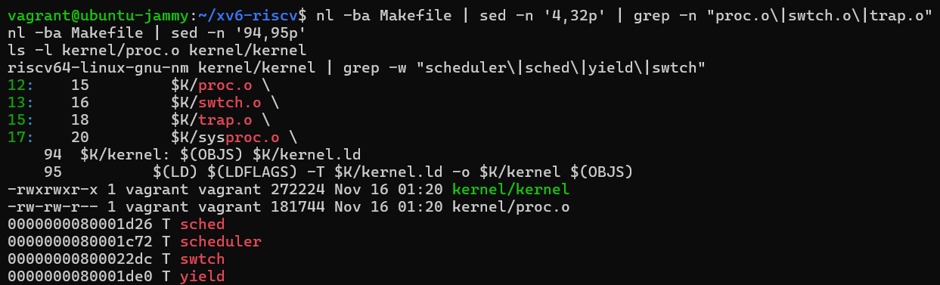 vagrant@ubuntu-jammy:~/xv6-riscv$ nl -ba Makefile | sed -n '4,32p' | grep -n "proc.o\|swtch.o\|trap.o"
nl -ba Makefile | sed -n '94,95p'
ls -l kernel/proc.o kernel/kernel
riscv64-linux-gnu-nm kernel/kernel | grep -w "scheduler\|sched\|yield\|swtch"
12:    15          $K/proc.o \
13:    16          $K/swtch.o \
15:    18          $K/trap.o \
17:    20          $K/sysproc.o \
    94  $K/kernel: $(OBJS) $K/kernel.ld
    95          $(LD) $(LDFLAGS) -T $K/kernel.ld -o $K/kernel $(OBJS)
-rwxrwxr-x 1 vagrant vagrant 272224 Nov 16 01:20 kernel/kernel
-rw-rw-r-- 1 vagrant vagrant 181744 Nov 16 01:20 kernel/proc.o
0000000080001d26 T sched
0000000080001c72 T scheduler
00000000800022dc T swtch
0000000080001de0 T yield